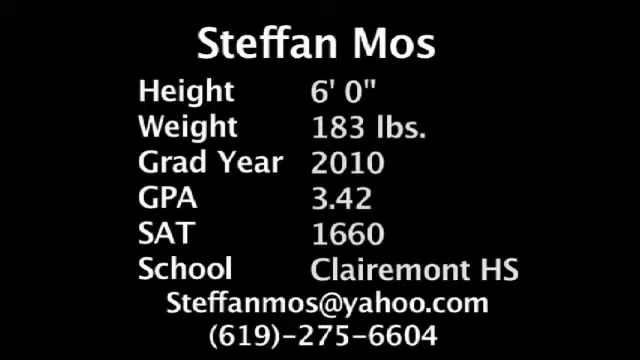 Steffan Mos
Height 6' 0"
Weight 183 lbs.
Grad Year 2010
GPA 3.42
SAT 1660
School Clairemont HS
Steffanmos@yahoo.com
(619)-275-6604